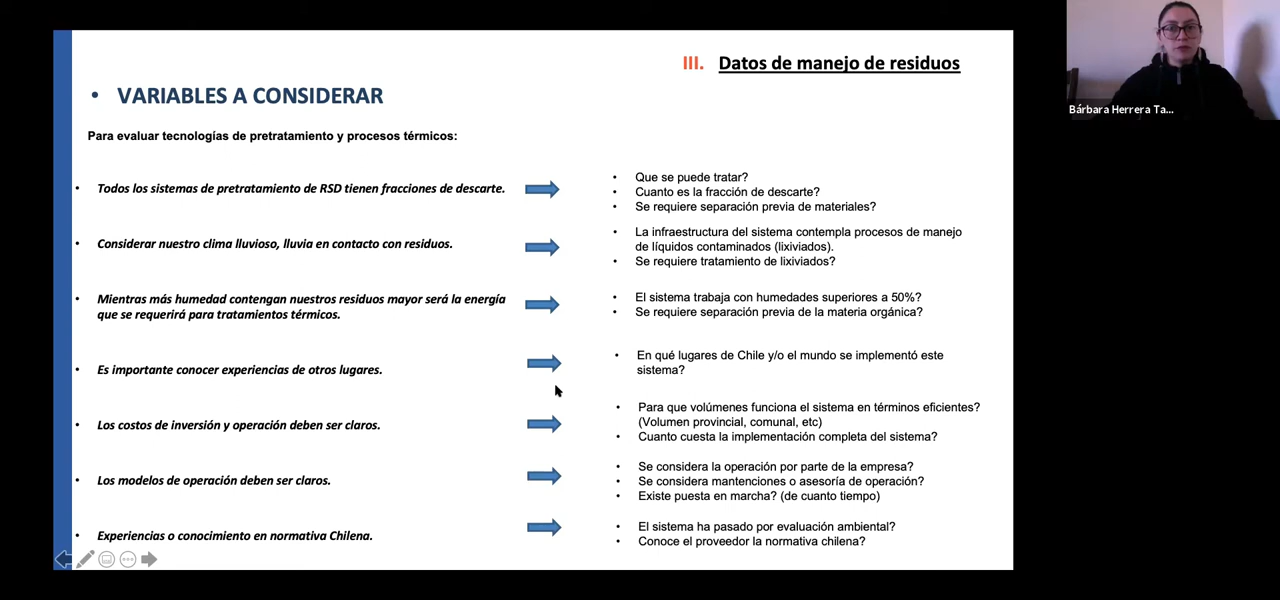 III. Datos de manejo de residuos
• VARIABLES A CONSIDERAR
Para evaluar tecnologías de pretratamiento y procesos térmicos:
• Todos los sistemas de pretratamiento de RSD tienen fracciones de descarte.
• Que se puede tratar?
• Cuanto es la fracción de descarte?
• Se requiere separación previa de materiales?
• Considerar nuestro clima lluvioso, lluvia en contacto con residuos.
• La infraestructura del sistema contempla procesos de manejo
de líquidos contaminados (lixiviados).
• Se requiere tratamiento de lixiviados?
• Mientras más humedad contengan nuestros residuos mayor será la energía
que se requerirá para tratamientos térmicos.
• El sistema trabaja con humedades superiores a 50%?
• Se requiere separación previa de la materia orgánica?
• Es importante conocer experiencias de otros lugares.
• En qué lugares de Chile y/o el mundo se implementó este
sistema?
• Los costos de inversión y operación deben ser claros.
• Para que volúmenes funciona el sistema en términos eficientes?
(Volumen provincial, comunal, etc)
• Cuanto cuesta la implementación completa del sistema?
• Los modelos de operación deben ser claros.
• Se considera la operación por parte de la empresa?
• Se considera mantenciones o asesoría de operación?
• Existe puesta en marcha? (de cuanto tiempo)
• Experiencias o conocimiento en normativa Chilena.
• El sistema ha pasado por evaluación ambiental?
• Conoce el proveedor la normativa chilena?
Bárbara Herrera Ta...